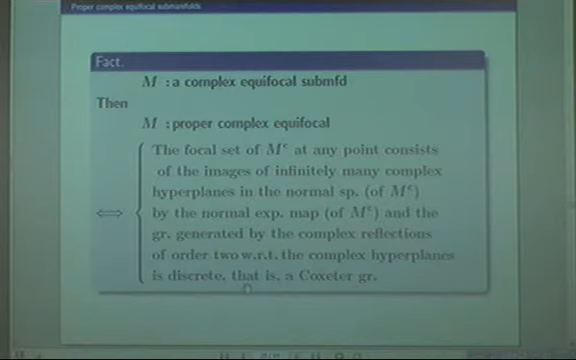 Proper complex equifocal submanifolds
Fact.
M : a complex equifocal submfd
Then
M : proper complex equifocal
The focal set of Mᶜ at any point consists
of the images of infinitely many complex
hyperplanes in the normal sp. (of Mᶜ)
⟺ by the normal exp. map (of Mᶜ) and the
gr. generated by the complex reflections
of order two w.r.t. the complex hyperplanes
is discrete, that is, a Coxeter gr.